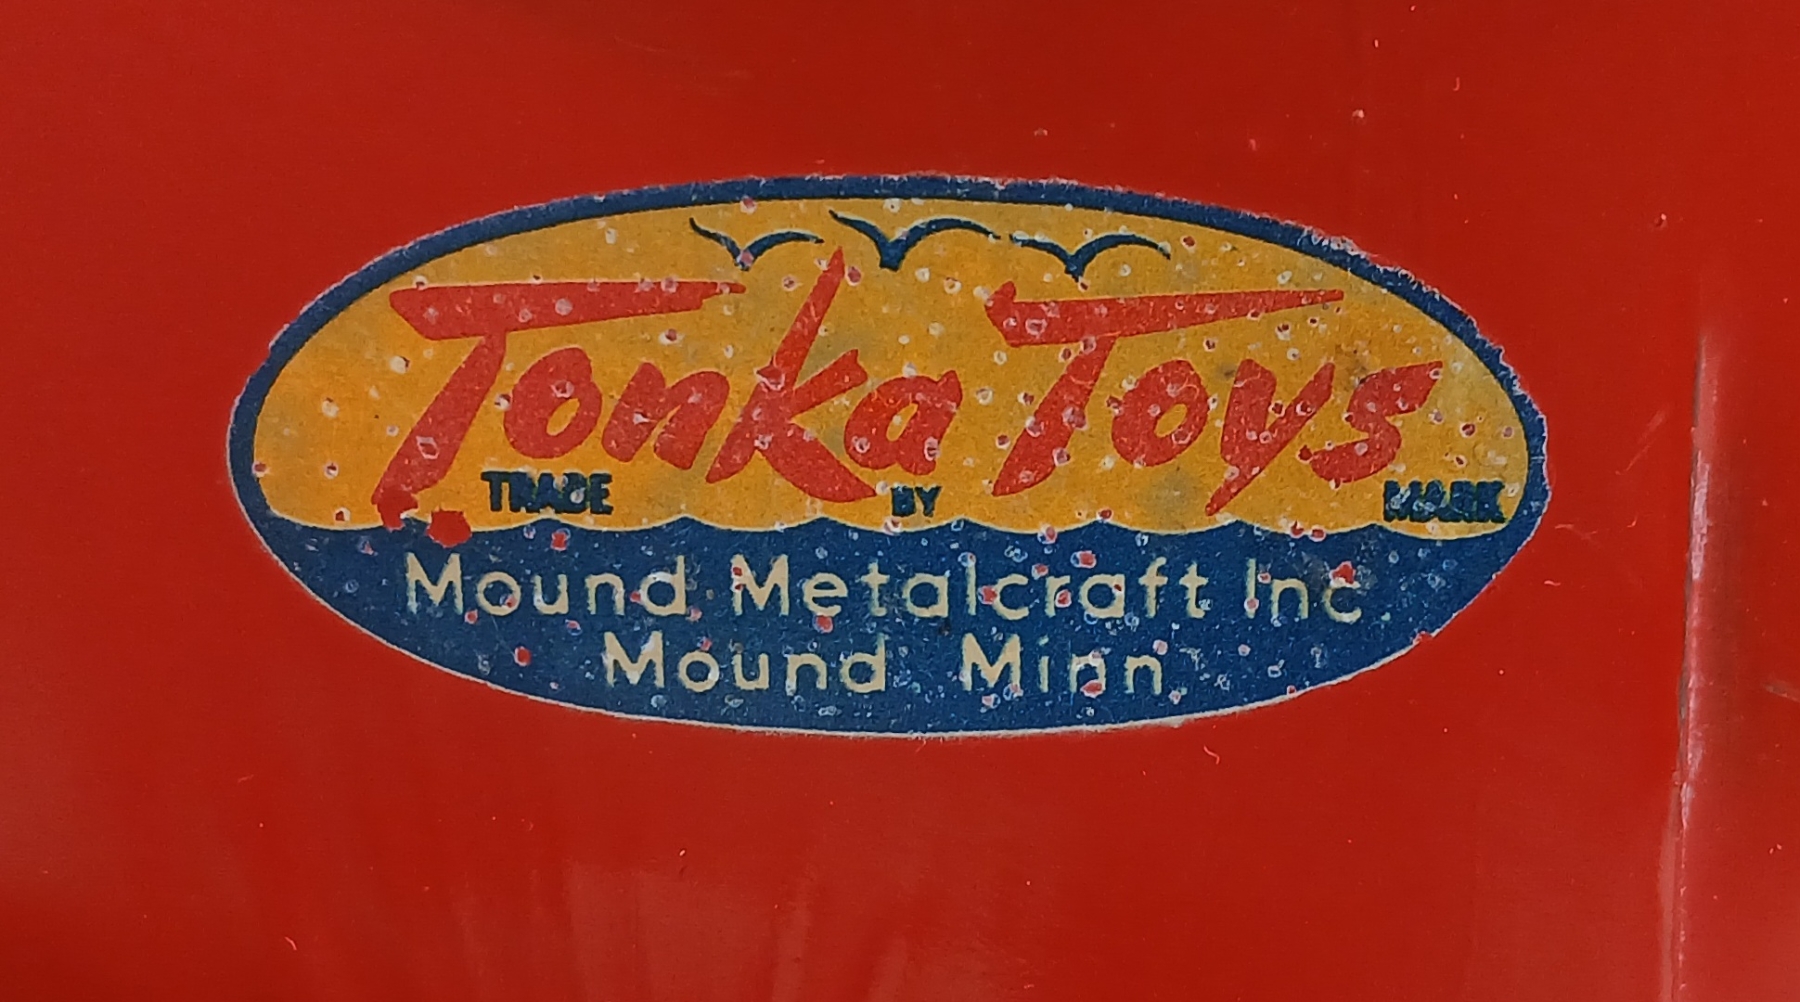 Tonka Toys
TRADE BY MARK
Mound Metalcraft Inc.
Mound Minn.